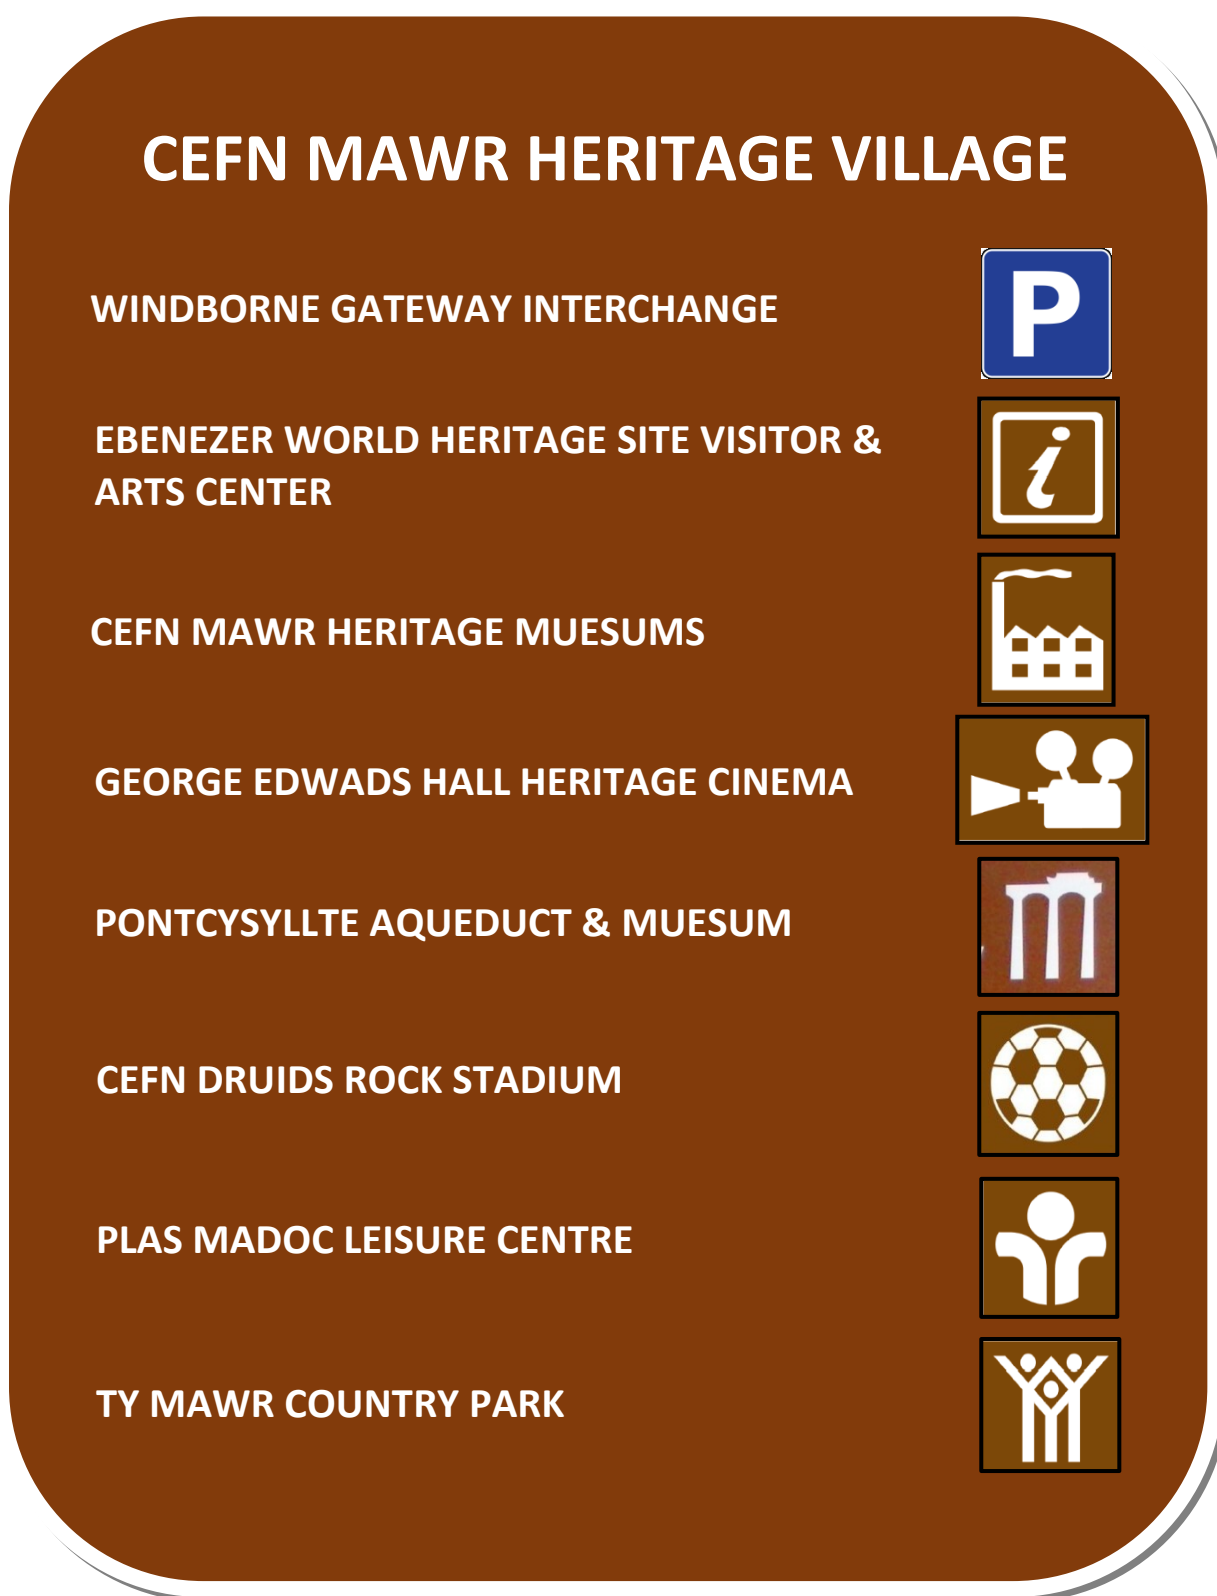 CEFN MAWR HERITAGE VILLAGE
WINDBORNE GATEWAY INTERCHANGE
P
EBENEZER WORLD HERITAGE SITE VISITOR &
ARTS CENTER
i
CEFN MAWR HERITAGE MUESUMS
GEORGE EDWADS HALL HERITAGE CINEMA
PONTCYSYLLTE AQUEDUCT & MUESUM
CEFN DRUIDS ROCK STADIUM
PLAS MADOC LEISURE CENTRE
TY MAWR COUNTRY PARK